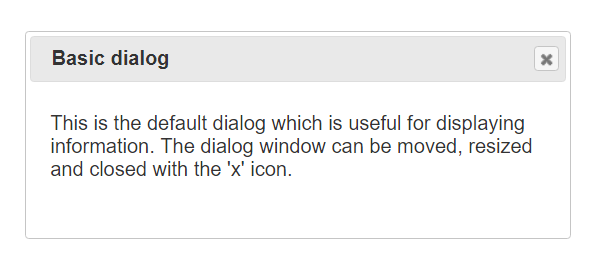 Basic dialog
This is the default dialog which is useful for displaying
information. The dialog window can be moved, resized
and closed with the 'x' icon.